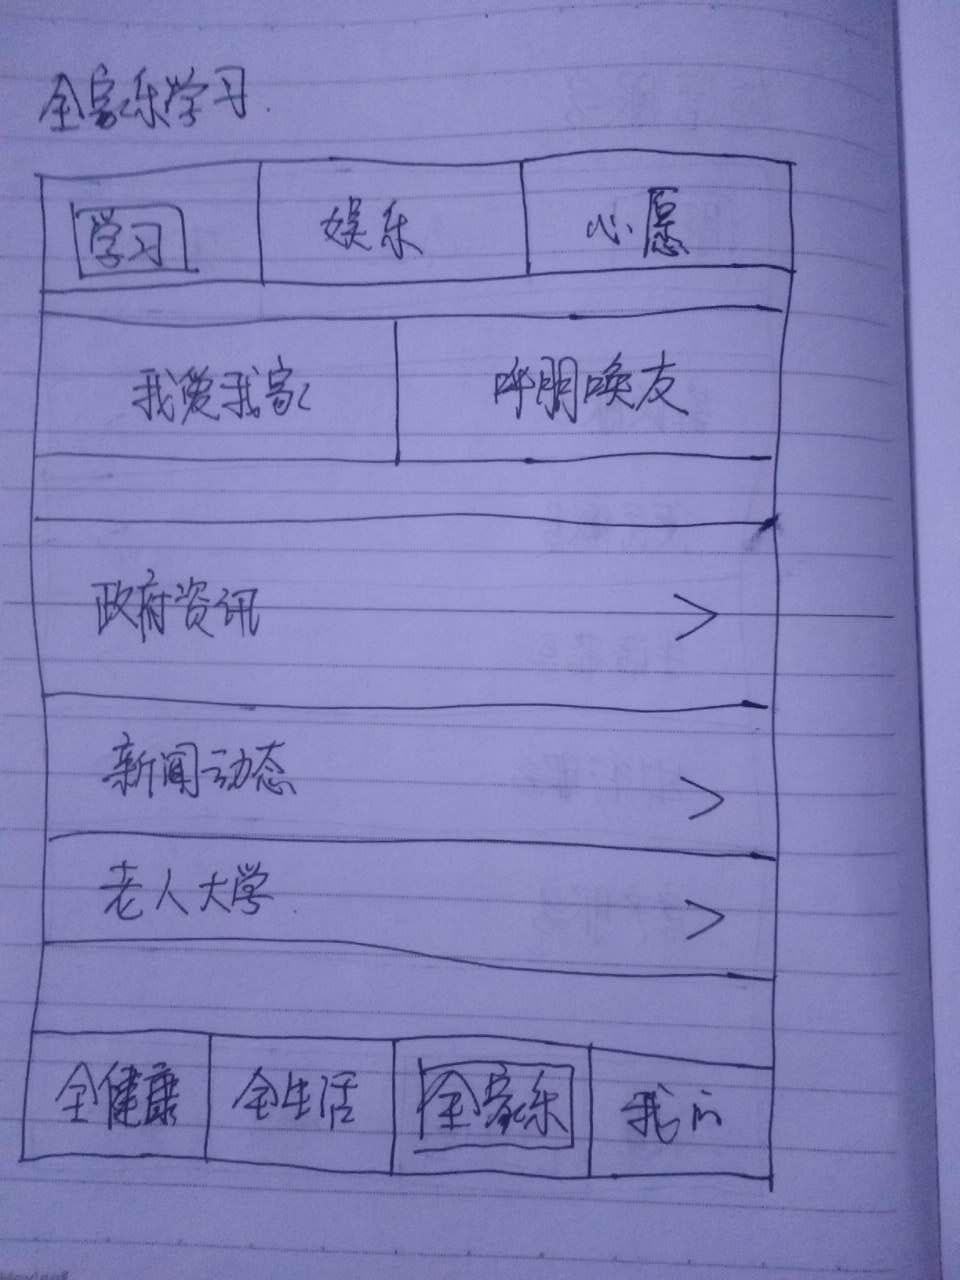 全家乐学习
学习 娱乐 心愿
我爱我家 呼朋唤友
政府资讯 >
新闻动态 >
老人大学 >
全健康 全生活 全家乐 我的